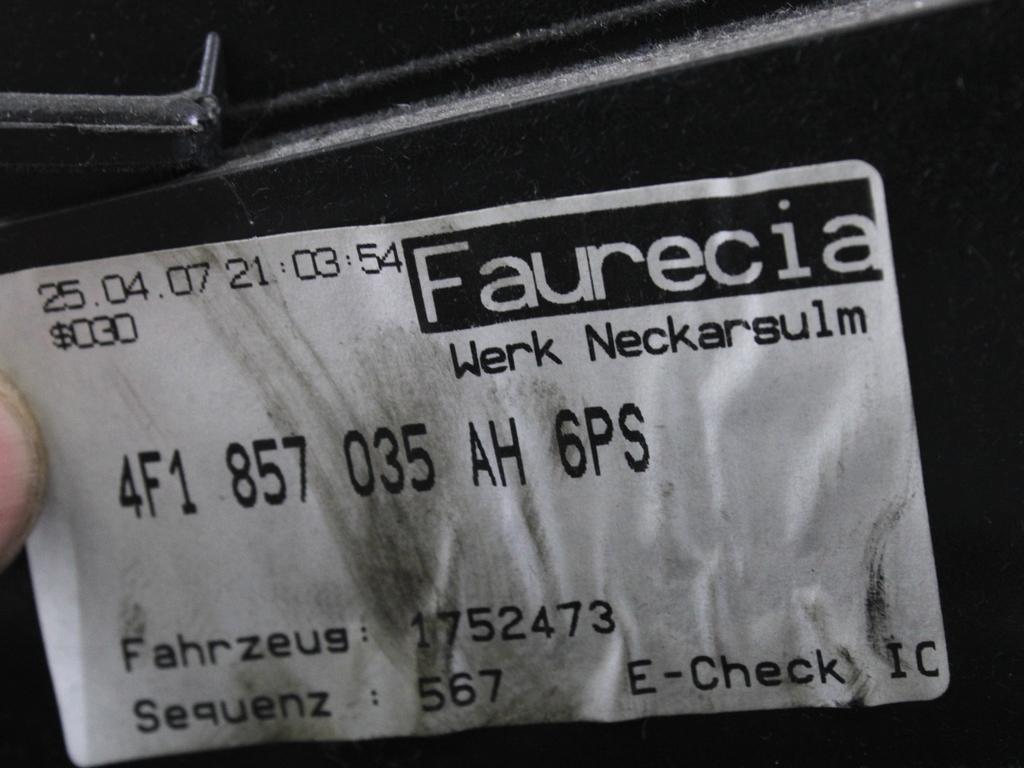 25.04.07 21:03:54 Faurecia
$030
Werk Neckarsulm
4F1 857 035 AH 6PS
Fahrzeug: 1752473
Sequenz : 567 E-Check IC